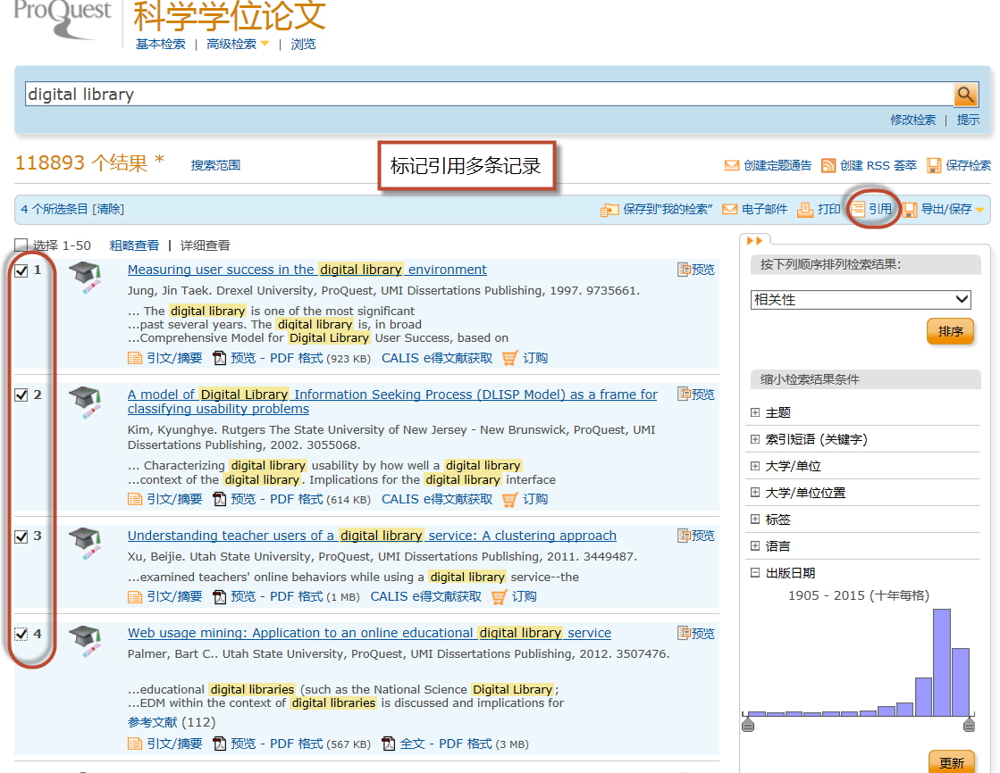 ProQuest
科学学位论文
基本检索 | 高级检索 | 浏览
digital library
修改检索 | 提示
118893 个结果 * 搜索范围
标记引用多条记录
创建定题通告 创建 RSS 荟萃 保存检索
4 个所选条目 [清除] 保存到“我的检索” 电子邮件 打印 引用 导出/保存
选择 1-50 粗略查看 | 详细查看
1 Measuring user success in the digital library environment 预览
Jung, Jin Taek. Drexel University, ProQuest, UMI Dissertations Publishing, 1997. 9735661.
... The digital library is one of the most significant
...past several years. The digital library is, in broad
...Comprehensive Model for Digital Library User Success, based on
引文/摘要 预览 - PDF 格式 (923 KB) CALIS e得文献获取 订购
2 A model of Digital Library Information Seeking Process (DLISP Model) as a frame for 预览
classifying usability problems
Kim, Kyunghye. Rutgers The State University of New Jersey - New Brunswick, ProQuest, UMI
Dissertations Publishing, 2002. 3055068.
... Characterizing digital library usability by how well a digital library
...context of the digital library. Implications for the digital library interface
引文/摘要 预览 - PDF 格式 (614 KB) CALIS e得文献获取 订购
3 Understanding teacher users of a digital library service: A clustering approach 预览
Xu, Beijie. Utah State University, ProQuest, UMI Dissertations Publishing, 2011. 3449487.
...examined teachers' online behaviors while using a digital library service--the
引文/摘要 预览 - PDF 格式 (1 MB) CALIS e得文献获取 订购
4 Web usage mining: Application to an online educational digital library service 预览
Palmer, Bart C.. Utah State University, ProQuest, UMI Dissertations Publishing, 2012. 3507476.
...educational digital libraries (such as the National Science Digital Library;
...EDM within the context of digital libraries is discussed and implications for
参考文献 (112)
引文/摘要 预览 - PDF 格式 (567 KB) 全文 - PDF 格式 (3 MB)
按下列顺序排列检索结果:
相关性
排序
缩小检索结果条件
主题
索引短语 (关键字)
大学/单位
大学/单位位置
标签
语言
出版日期
1905 - 2015 (十年每格)
更新